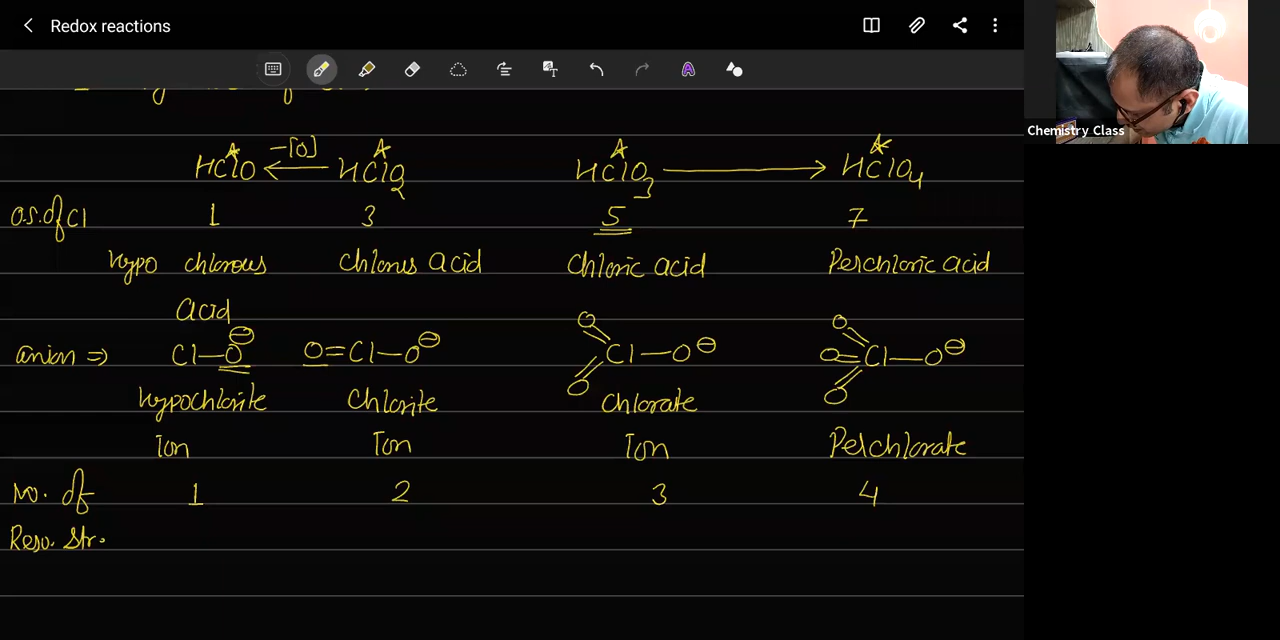 Redox reactions
Chemistry Class
HClO ←-[O] HClO2 HClO3 → HClO4
O.S. of Cl 1 3 5 7
hypo chlorous Chlorus acid Chloric acid Perchloric acid
acid
anion ⇒ Cl-O⊖ O=Cl-O⊖ O O Cl-O⊖ O O= O Cl-O⊖
hypochlorite Chlorite Chlorate
Ion Ion Ion Perchlorate
No. of 1 2 3 4
Reso. Str.